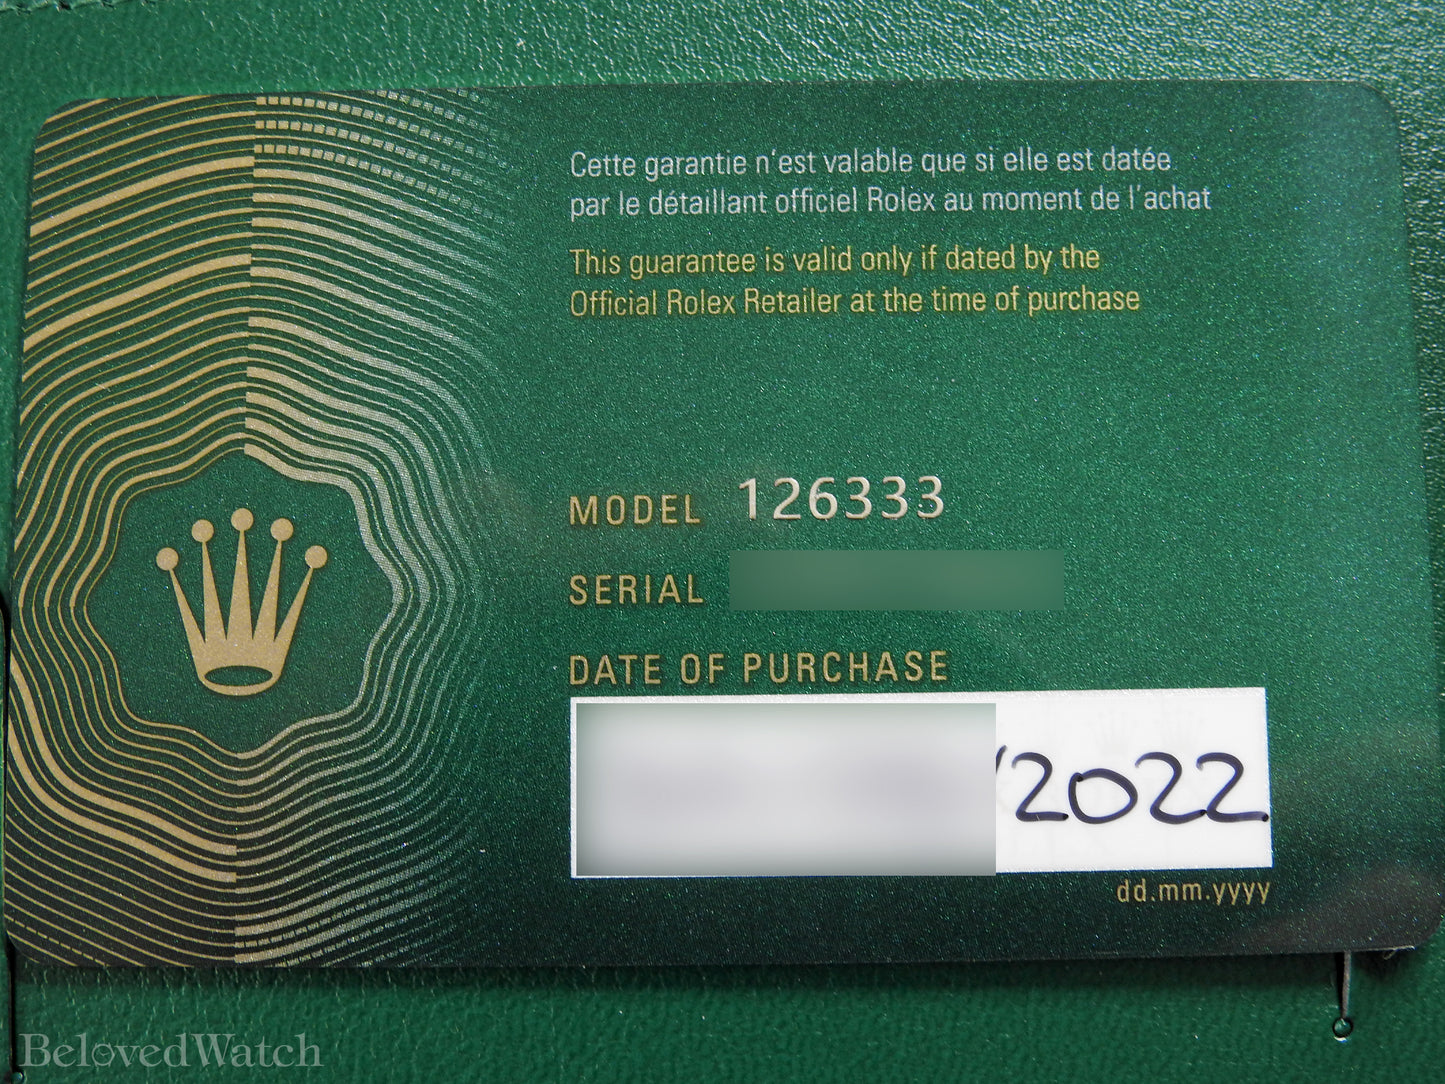 Cette garantie n'est valable que si elle est datée
par le détaillant officiel Rolex au moment de l'achat
This guarantee is valid only if dated by the
Official Rolex Retailer at the time of purchase
MODEL 126333
SERIAL
DATE OF PURCHASE
/2022
dd.mm.yyyy
BelovedWatch